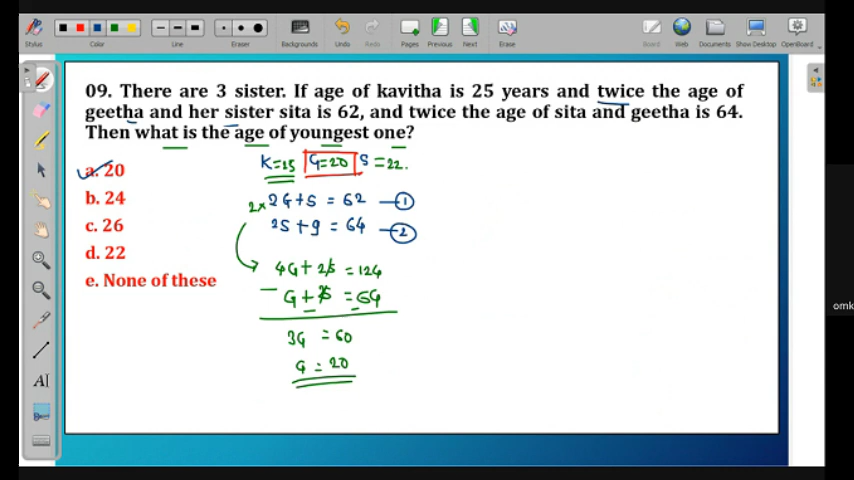 Stylus
Color
Line
Eraser
Backgrounds
Undo
Redo
Pages
Previous
Next
Erase
Board
Web
Documents
Show Desktop
OpenBoard
09. There are 3 sister. If age of kavitha is 25 years and twice the age of
geetha and her sister sita is 62, and twice the age of sita and geetha is 64.
Then what is the age of youngest one?
a. 20
b. 24
c. 26
d. 22
e. None of these
K=25 G=20 S=22.
2× 2G+S = 62 —①
2S+g = 64 —②
4G+2S = 124
— G+2S = 64
3G = 60
G = 20
omk